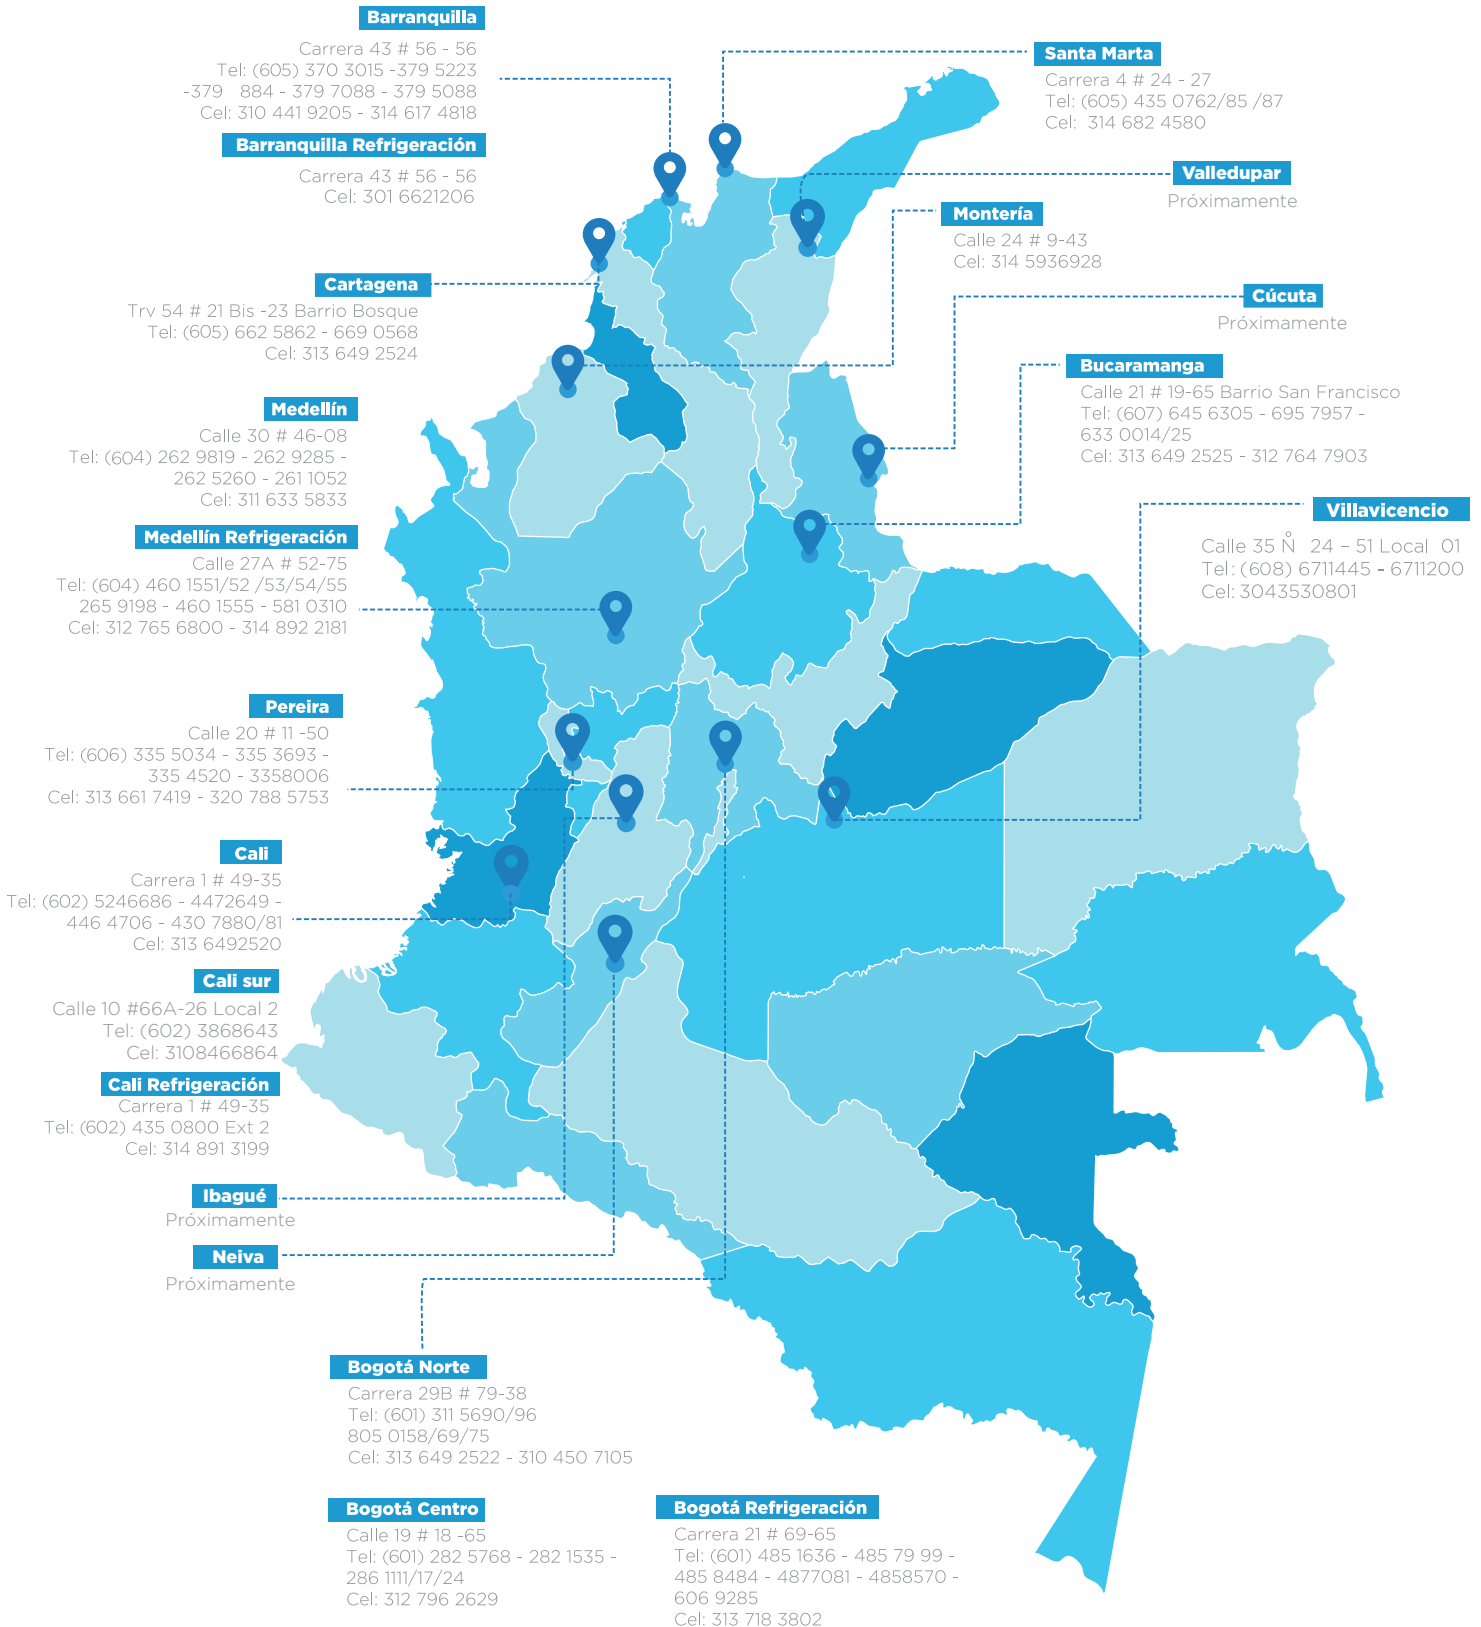 Barranquilla
Carrera 43 # 56 - 56
Tel: (605) 370 3015 -379 5223
-379 884 - 379 7088 - 379 5088
Cel: 310 441 9205 - 314 617 4818
Barranquilla Refrigeración
Carrera 43 # 56 - 56
Cel: 301 6621206
Cartagena
Trv 54 # 21 Bis -23 Barrio Bosque
Tel: (605) 662 5862 - 669 0568
Cel: 313 649 2524
Medellín
Calle 30 # 46-08
Tel: (604) 262 9819 - 262 9285 -
262 5260 - 261 1052
Cel: 311 633 5833
Medellín Refrigeración
Calle 27A # 52-75
Tel: (604) 460 1551/52 /53/54/55
265 9198 - 460 1555 - 581 0310
Cel: 312 765 6800 - 314 892 2181
Pereira
Calle 20 # 11 -50
Tel: (606) 335 5034 - 335 3693 -
335 4520 - 3358006
Cel: 313 661 7419 - 320 788 5753
Cali
Carrera 1 # 49-35
Tel: (602) 5246686 - 4472649 -
446 4706 - 430 7880/81
Cel: 313 6492520
Cali sur
Calle 10 #66A-26 Local 2
Tel: (602) 3868643
Cel: 3108466864
Cali Refrigeración
Carrera 1 # 49-35
Tel: (602) 435 0800 Ext 2
Cel: 314 891 3199
Ibagué
Próximamente
Neiva
Próximamente
Santa Marta
Carrera 4 # 24 - 27
Tel: (605) 435 0762/85 /87
Cel: 314 682 4580
Valledupar
Próximamente
Montería
Calle 24 # 9-43
Cel: 314 5936928
Cúcuta
Próximamente
Bucaramanga
Calle 21 # 19-65 Barrio San Francisco
Tel: (607) 645 6305 - 695 7957 -
633 0014/25
Cel: 313 649 2525 - 312 764 7903
Villavicencio
Calle 35 N° 24 – 51 Local 01
Tel: (608) 6711445 - 6711200
Cel: 3043530801
Bogotá Norte
Carrera 29B # 79-38
Tel: (601) 311 5690/96
805 0158/69/75
Cel: 313 649 2522 - 310 450 7105
Bogotá Centro
Calle 19 # 18 -65
Tel: (601) 282 5768 - 282 1535 -
286 1111/17/24
Cel: 312 796 2629
Bogotá Refrigeración
Carrera 21 # 69-65
Tel: (601) 485 1636 - 485 79 99 -
485 8484 - 4877081 - 4858570 -
606 9285
Cel: 313 718 3802